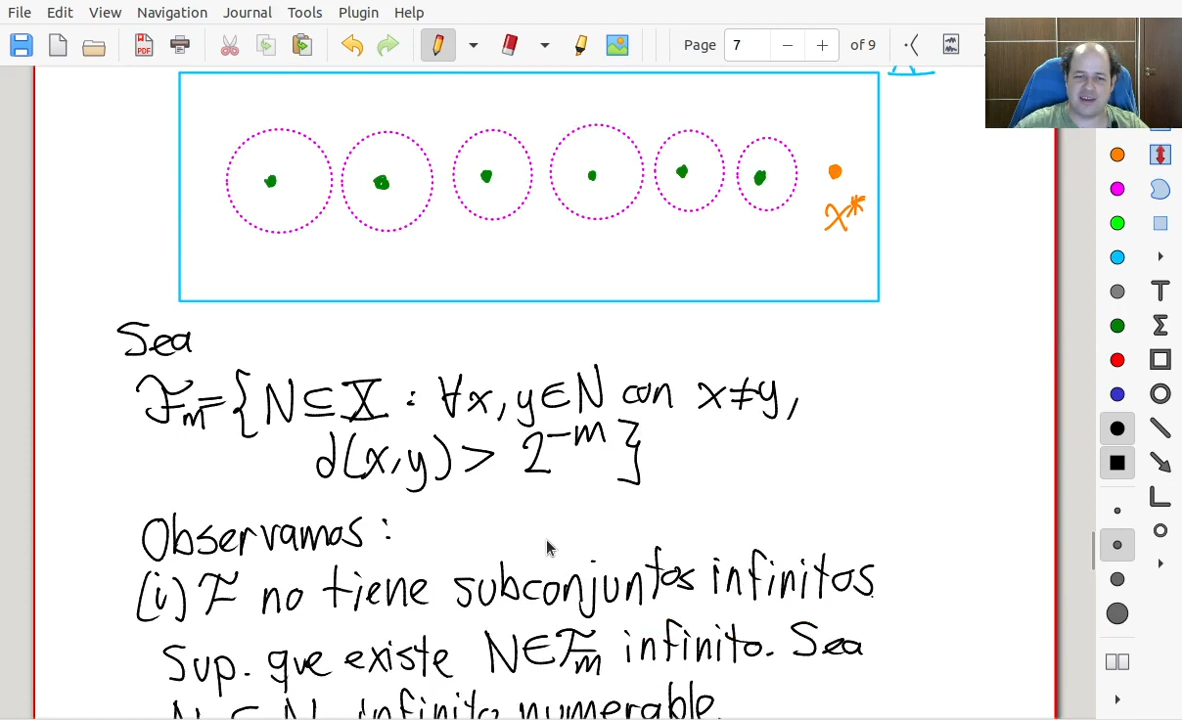 File Edit View Navigation Journal Tools Plugin Help
Page 7 of 9
X
x*
Sea
ℱm={N⊆X : ∀x,y∈N con x≠y,
d(x,y)> 2^-m}
Observamos:
(i) ℱ no tiene subconjuntos infinitos.
Sup. que existe N∈ℱm infinito. Sea
infinito numerable.